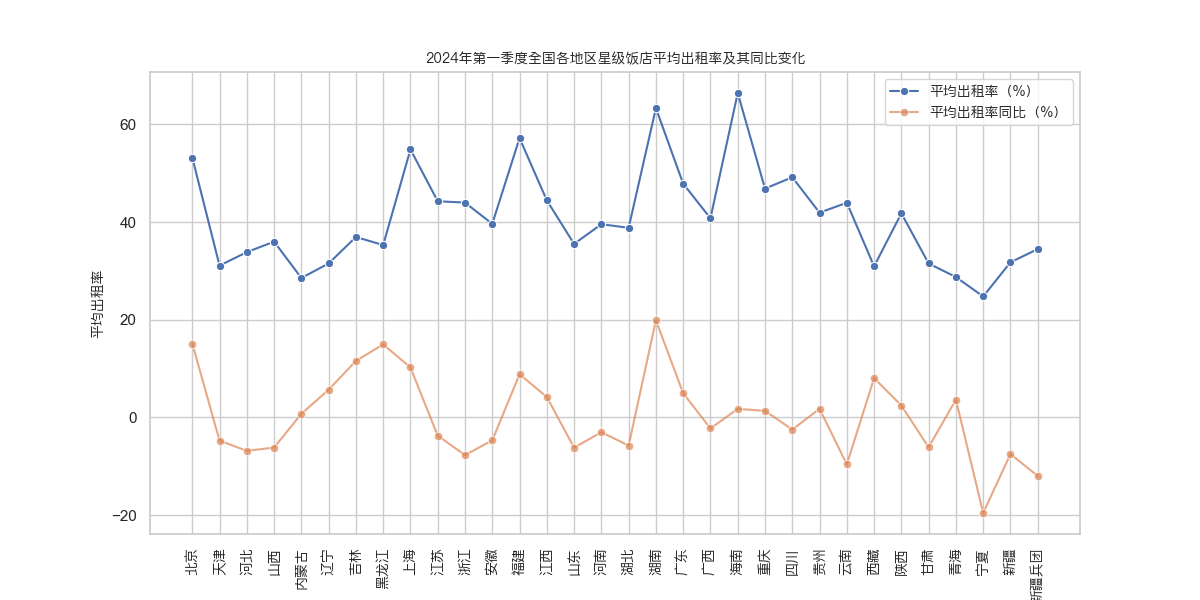 2024年第一季度全国各地区星级饭店平均出租率及其同比变化
平均出租率（%）
平均出租率同比（%）
60
40
20
0
−20
平均出租率
北京
天津
河北
山西
内蒙古
辽宁
吉林
黑龙江
上海
江苏
浙江
安徽
福建
江西
山东
河南
湖北
湖南
广东
广西
海南
重庆
四川
贵州
云南
西藏
陕西
甘肃
青海
宁夏
新疆
新疆兵团